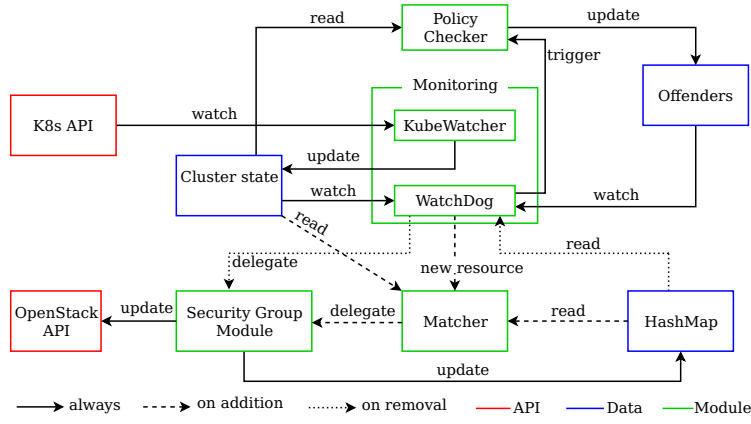 read
Policy
Checker
update
trigger
Monitoring
Offenders
K8s API
watch
KubeWatcher
update
Cluster state
watch
WatchDog
watch
read
delegate
new resource
read
OpenStack
API
update
Security Group
Module
delegate
Matcher
read
HashMap
update
always
on addition
on removal
API
Data
Module